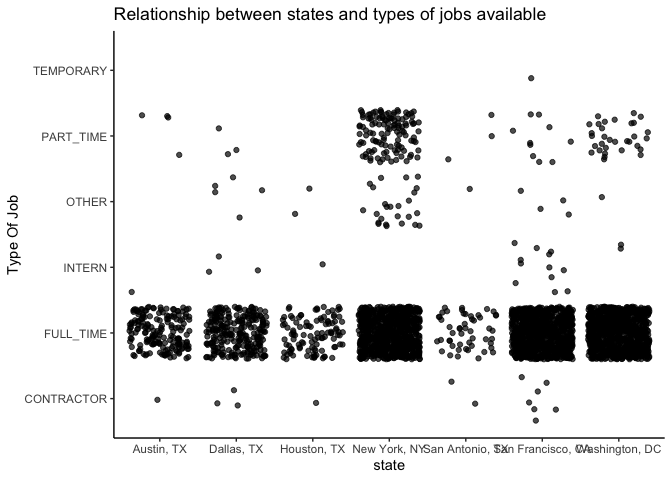 Relationship between states and types of jobs available
Type Of Job
TEMPORARY
PART_TIME
OTHER
INTERN
FULL_TIME
CONTRACTOR
Austin, TX
Dallas, TX
Houston, TX
New York, NY
San Antonio, TX
San Francisco, CA
Washington, DC
state